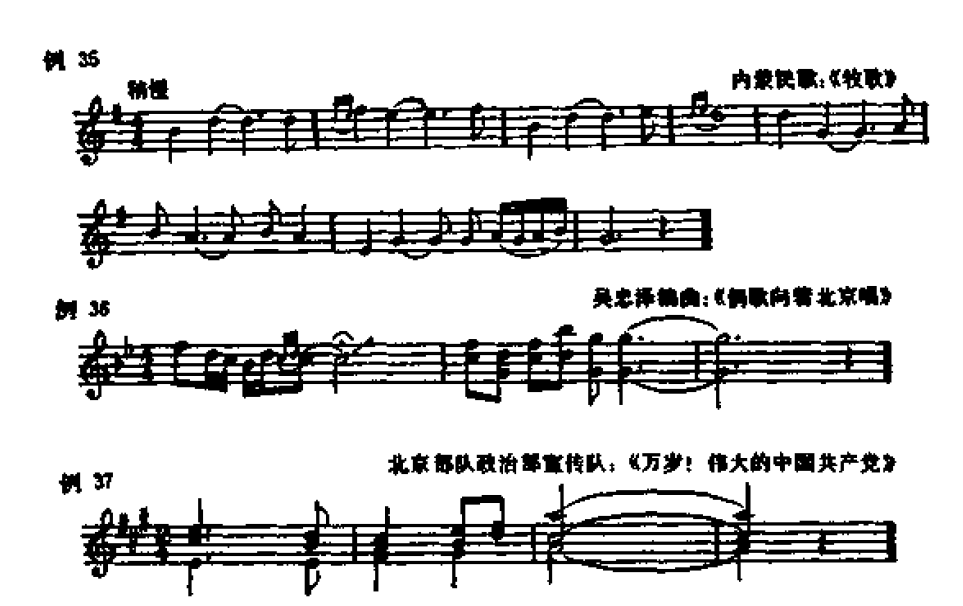 例 35
稍慢
内蒙民歌:《牧歌》
例 36
吴忠泽编曲:《侗歌向着北京唱》
例 37
北京部队政治部宣传队:《万岁! 伟大的中国共产党》